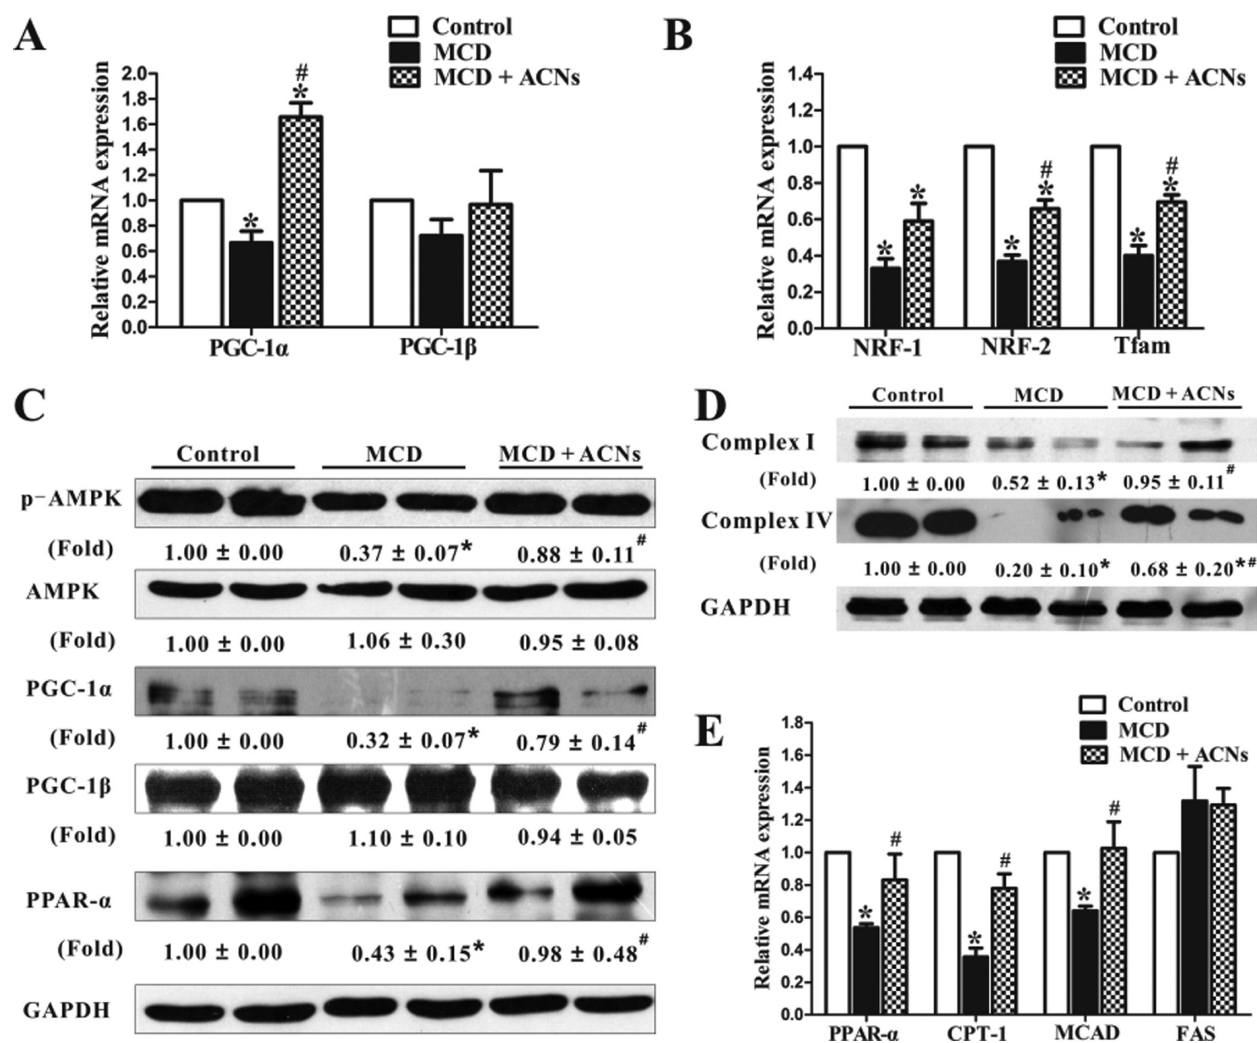 A
Control
MCD
MCD + ACNs
Relative mRNA expression
2.0
1.8
1.6
1.4
1.2
1.0
0.8
0.6
0.4
0.2
0.0
*
#
*
PGC-1α
PGC-1β
B
Control
MCD
MCD + ACNs
Relative mRNA expression
1.4
1.2
1.0
0.8
0.6
0.4
0.2
0.0
*
*
*
#
*
*
#
*
NRF-1
NRF-2
Tfam
C
Control MCD MCD + ACNs
p-AMPK
(Fold) 1.00 ± 0.00 0.37 ± 0.07* 0.88 ± 0.11#
AMPK
(Fold) 1.00 ± 0.00 1.06 ± 0.30 0.95 ± 0.08
PGC-1α
(Fold) 1.00 ± 0.00 0.32 ± 0.07* 0.79 ± 0.14#
PGC-1β
(Fold) 1.00 ± 0.00 1.10 ± 0.10 0.94 ± 0.05
PPAR-α
(Fold) 1.00 ± 0.00 0.43 ± 0.15* 0.98 ± 0.48#
GAPDH
D
Control MCD MCD + ACNs
Complex I
(Fold) 1.00 ± 0.00 0.52 ± 0.13* 0.95 ± 0.11#
Complex IV
(Fold) 1.00 ± 0.00 0.20 ± 0.10* 0.68 ± 0.20*#
GAPDH
E
Control
MCD
MCD + ACNs
Relative mRNA expression
1.8
1.6
1.4
1.2
1.0
0.8
0.6
0.4
0.2
0.0
*
#
*
#
*
#
PPAR-α
CPT-1
MCAD
FAS